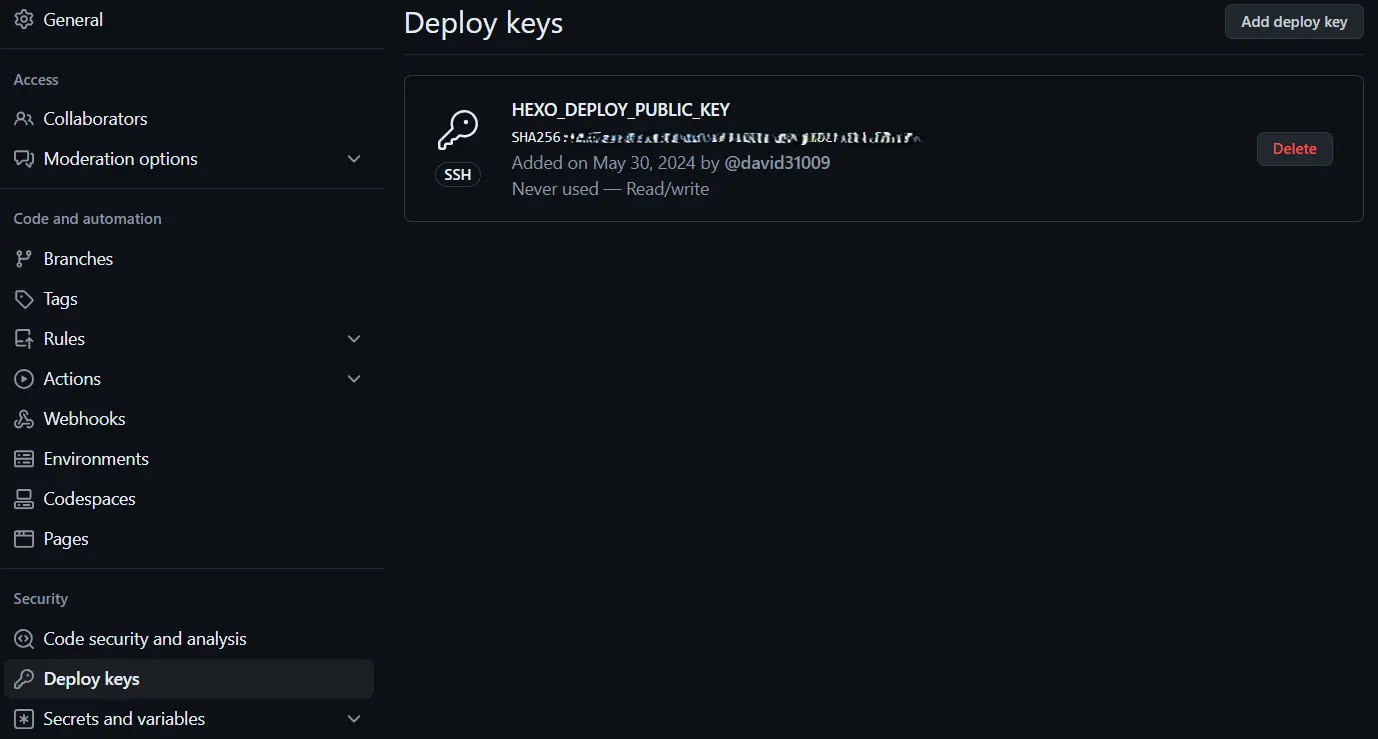 General
Access
Collaborators
Moderation options
Code and automation
Branches
Tags
Rules
Actions
Webhooks
Environments
Codespaces
Pages
Security
Code security and analysis
Deploy keys
Secrets and variables
Deploy keys
Add deploy key
HEXO_DEPLOY_PUBLIC_KEY
SHA256:
Added on May 30, 2024 by @david31009
Never used — Read/write
SSH
Delete